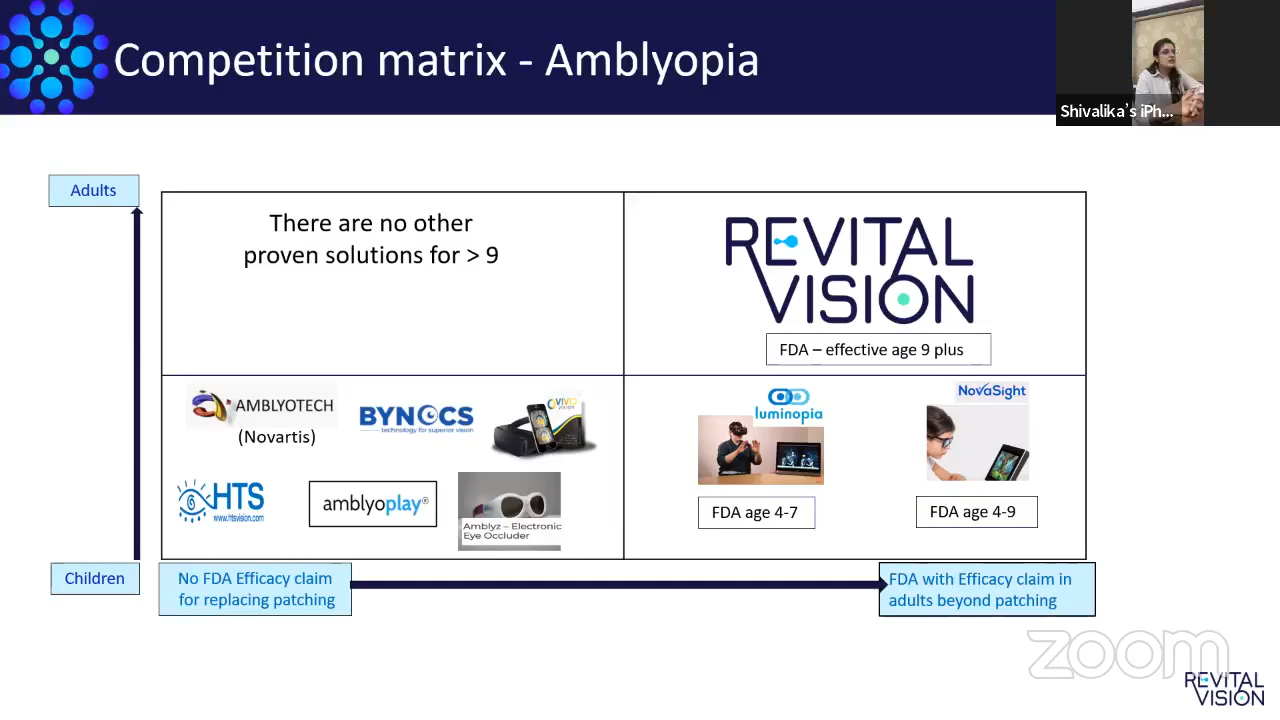 Competition matrix - Amblyopia
Shivalika's iPh...
Adults
There are no other
proven solutions for > 9
REVITAL
VISION
FDA – effective age 9 plus
AMBLYOTECH
(Novartis)
BYNOCS
technology for superior vision
VIVID
VISION
luminopia
NovaSight
HTS
www.htsvision.com
amblyoplay®
Amblyz – Electronic
Eye Occluder
FDA age 4-7
FDA age 4-9
Children
No FDA Efficacy claim
for replacing patching
FDA with Efficacy claim in
adults beyond patching
zoom
REVITAL
VISION